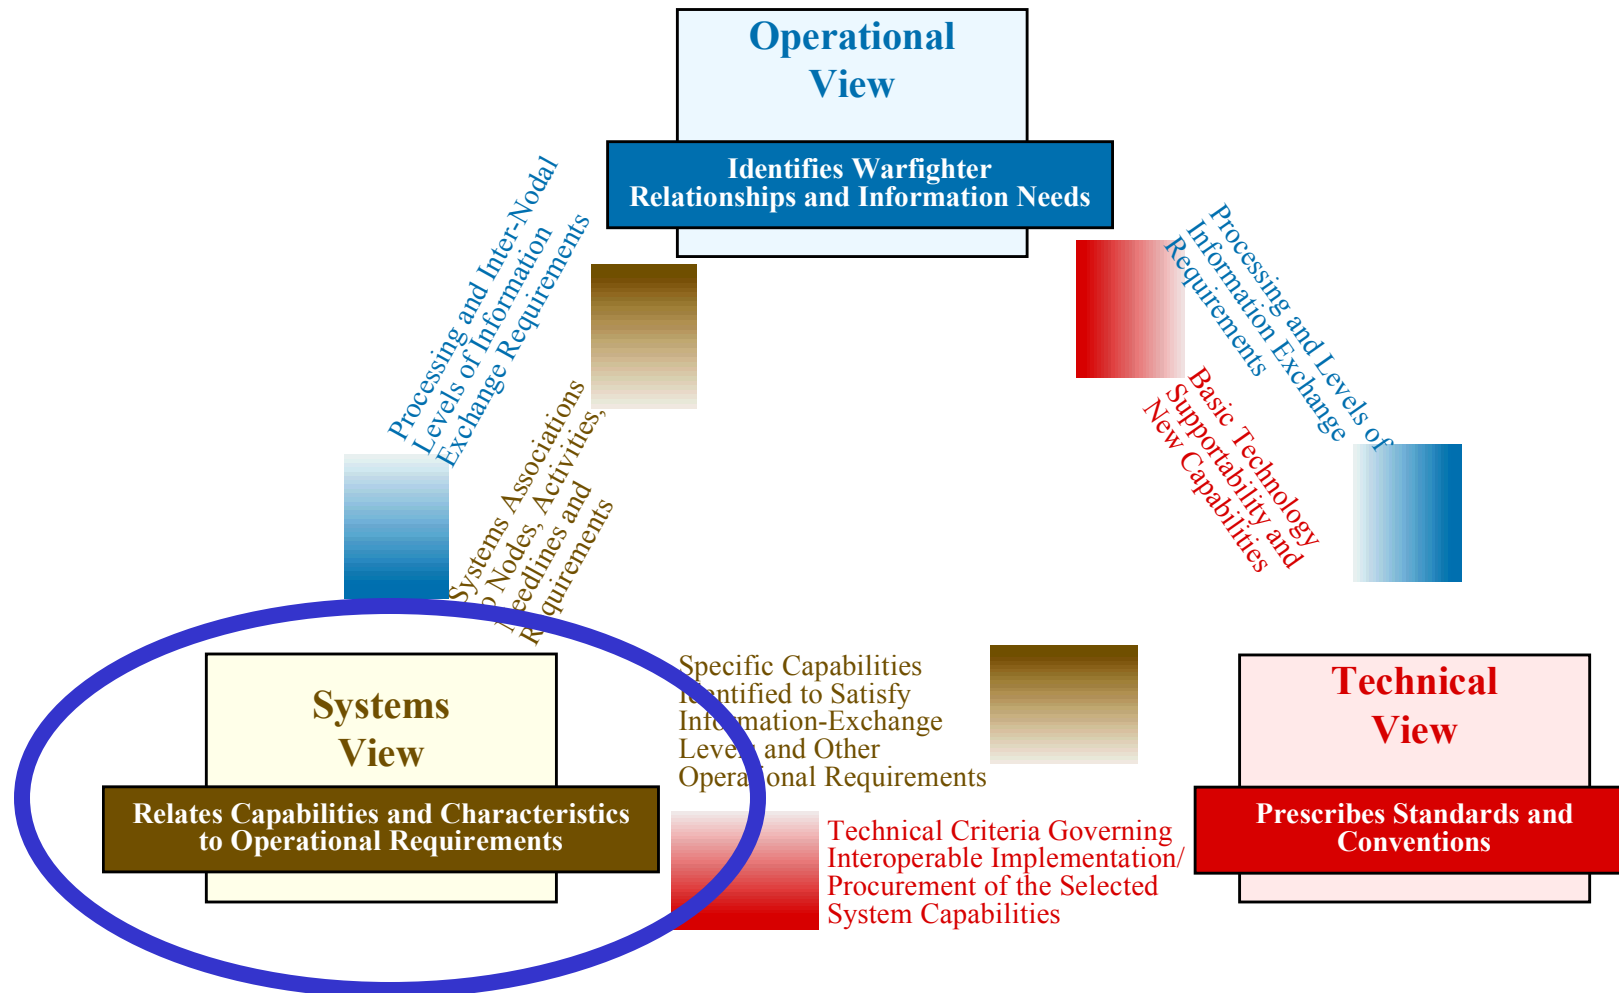 Operational
View
Identifies Warfighter
Relationships and Information Needs
Processing and Inter-Nodal
Levels of Information
Exchange Requirements
Systems Associations
to Nodes, Activities,
Needlines and
Requirements
Processing and Levels of
Information Exchange
Requirements
Basic Technology
Supportability and
New Capabilities
Systems
View
Relates Capabilities and Characteristics
to Operational Requirements
Specific Capabilities
Identified to Satisfy
Information-Exchange
Levels and Other
Operational Requirements
Technical Criteria Governing
Interoperable Implementation/
Procurement of the Selected
System Capabilities
Technical
View
Prescribes Standards and
Conventions